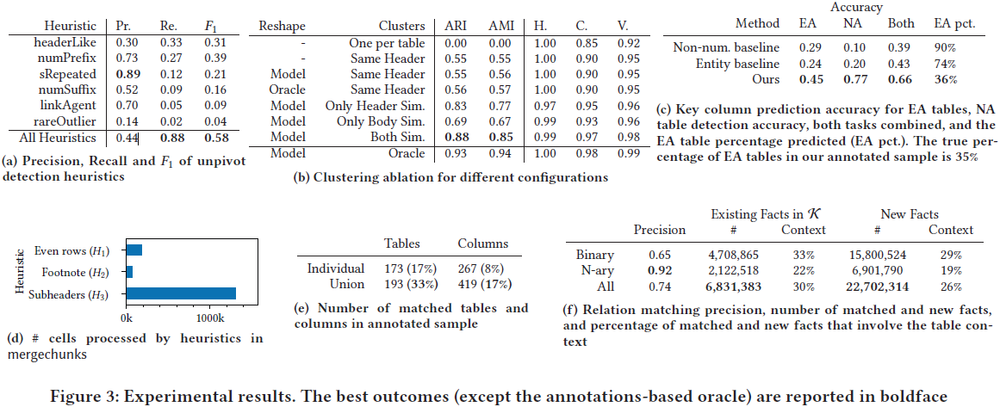 Heuristic Pr. Re. F1
headerLike 0.30 0.33 0.31
numPrefix 0.73 0.27 0.39
sRepeated 0.89 0.12 0.21
numSuffix 0.52 0.09 0.16
linkAgent 0.70 0.05 0.09
rareOutlier 0.14 0.02 0.04
All Heuristics 0.44 0.88 0.58
(a) Precision, Recall and F1 of unpivot
detection heuristics
Reshape Clusters ARI AMI H. C. V.
- One per table 0.00 0.00 1.00 0.85 0.92
- Same Header 0.55 0.55 1.00 0.90 0.95
Model Same Header 0.55 0.56 1.00 0.90 0.95
Oracle Same Header 0.56 0.57 1.00 0.90 0.95
Model Only Header Sim. 0.83 0.77 0.97 0.95 0.96
Model Only Body Sim. 0.69 0.67 0.99 0.93 0.96
Model Both Sim. 0.88 0.85 0.99 0.97 0.98
Model Oracle 0.93 0.94 1.00 0.98 0.99
(b) Clustering ablation for different configurations
Accuracy
Method EA NA Both EA pct.
Non-num. baseline 0.29 0.10 0.39 90%
Entity baseline 0.24 0.20 0.43 74%
Ours 0.45 0.77 0.66 36%
(c) Key column prediction accuracy for EA tables, NA
table detection accuracy, both tasks combined, and the
EA table percentage predicted (EA pct.). The true per-
centage of EA tables in our annotated sample is 35%
Heuristic
Even rows (H1)
Footnote (H2)
Subheaders (H3)
0k 1000k
(d) # cells processed by heuristics in
mergechunks
Tables Columns
Individual 173 (17%) 267 (8%)
Union 193 (33%) 419 (17%)
(e) Number of matched tables and
columns in annotated sample
Existing Facts in K New Facts
Precision # Context # Context
Binary 0.65 4,708,865 33% 15,800,524 29%
N-ary 0.92 2,122,518 22% 6,901,790 19%
All 0.74 6,831,383 30% 22,702,314 26%
(f) Relation matching precision, number of matched and new facts,
and percentage of matched and new facts that involve the table con-
text
Figure 3: Experimental results. The best outcomes (except the annotations-based oracle) are reported in boldface